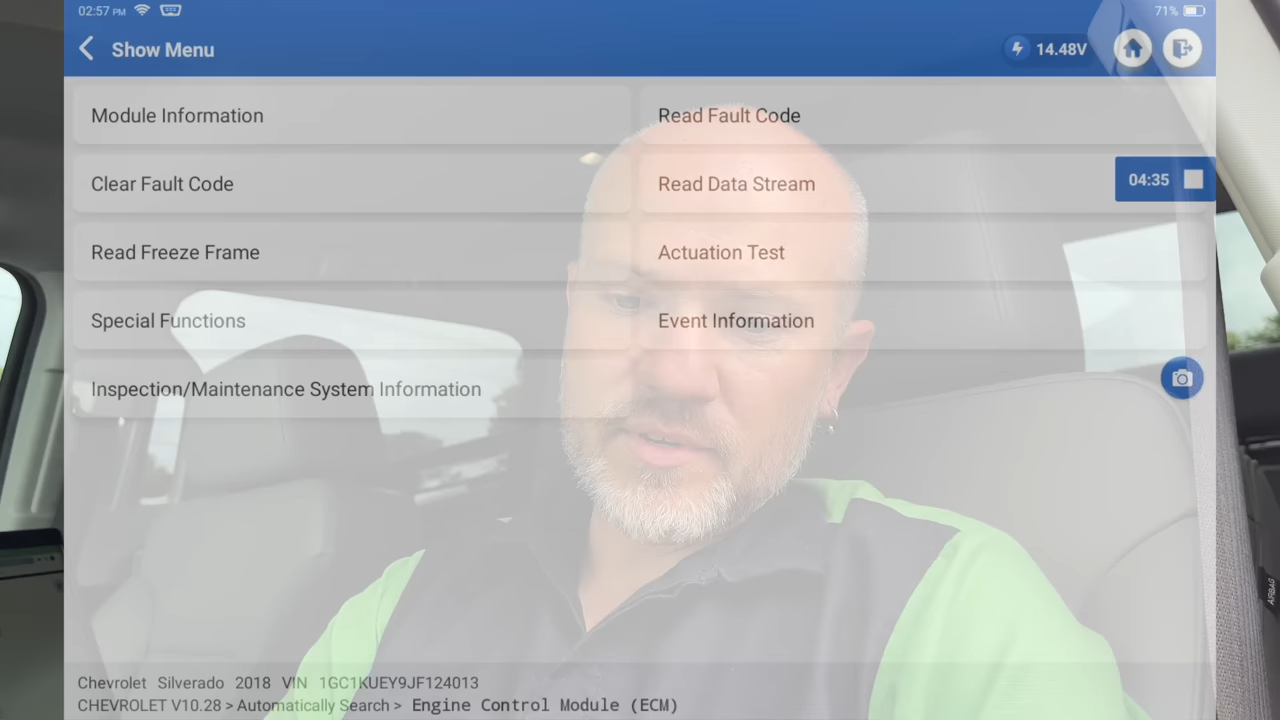 02:57 PM 71%
Show Menu 14.48V
Module Information Read Fault Code
Clear Fault Code Read Data Stream 04:35
Read Freeze Frame Actuation Test
Special Functions Event Information
Inspection/Maintenance System Information
AIRBAG
Chevrolet Silverado 2018 VIN 1GC1KUEY9JF124013
CHEVROLET V10.28 > Automatically Search > Engine Control Module (ECM)